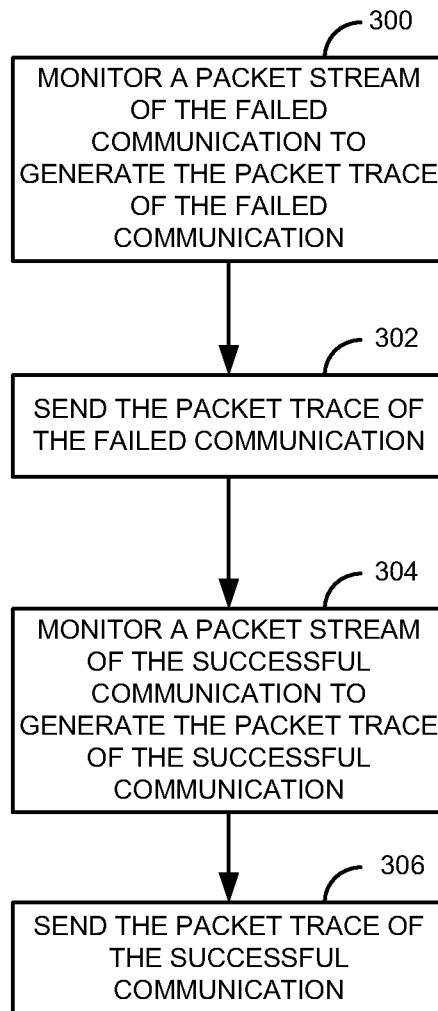 300
MONITOR A PACKET STREAM
OF THE FAILED
COMMUNICATION TO
GENERATE THE PACKET TRACE
OF THE FAILED
COMMUNICATION
302
SEND THE PACKET TRACE OF
THE FAILED COMMUNICATION
304
MONITOR A PACKET STREAM
OF THE SUCCESSFUL
COMMUNICATION TO
GENERATE THE PACKET TRACE
OF THE SUCCESSFUL
COMMUNICATION
306
SEND THE PACKET TRACE OF
THE SUCCESSFUL
COMMUNICATION